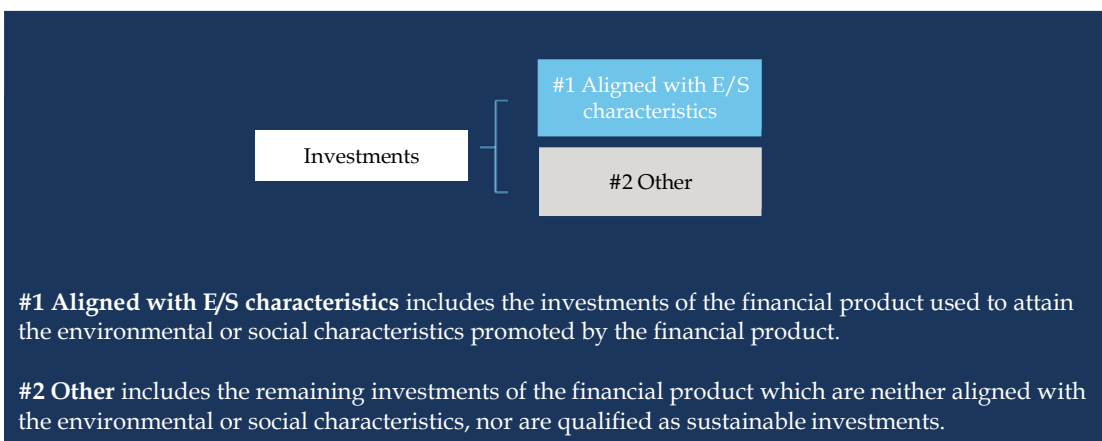 #1 Aligned with E/S
characteristics
Investments
#2 Other
#1 Aligned with E/S characteristics includes the investments of the financial product used to attain
the environmental or social characteristics promoted by the financial product.
#2 Other includes the remaining investments of the financial product which are neither aligned with
the environmental or social characteristics, nor are qualified as sustainable investments.